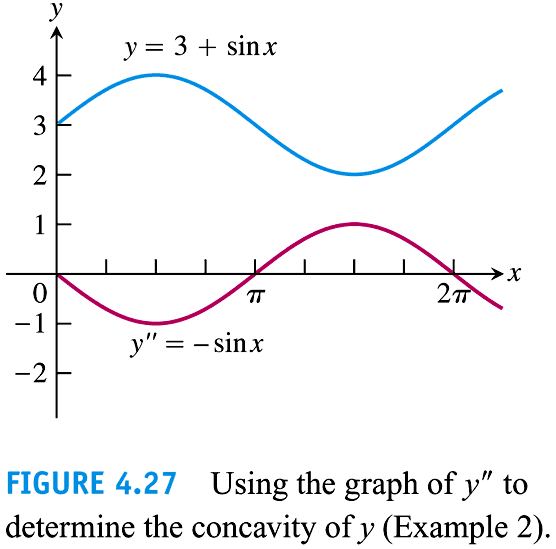 y
y = 3 + sin x
4
3
2
1
0
π
2π
x
−1
y″ = − sin x
−2
FIGURE 4.27 Using the graph of y″ to
determine the concavity of y (Example 2).